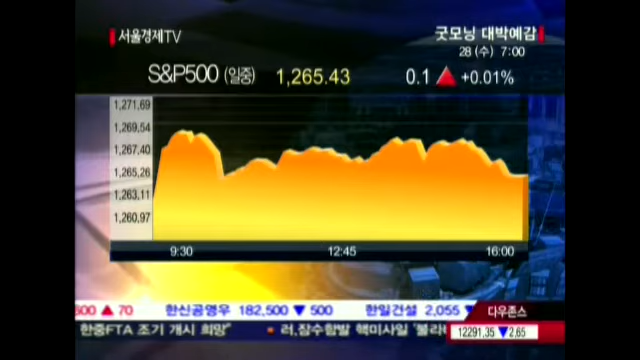 서울경제TV
굿모닝 대박예감
28 (수) 7:00
S&P500 (일중) 1,265.43 0.1 ▲ +0.01%
1,271.69
1,269.54
1,267.40
1,265.26
1,263.11
1,260.97
9:30 12:45 16:00
600 ▲ 70 한신공영우 182,500 ▼ 500 한일건설 2,055 ▼
다우존스
한중FTA 조기 개시 희망" 러,잠수함발 핵미사일 '불라바
12291.35 ▼ 2.65